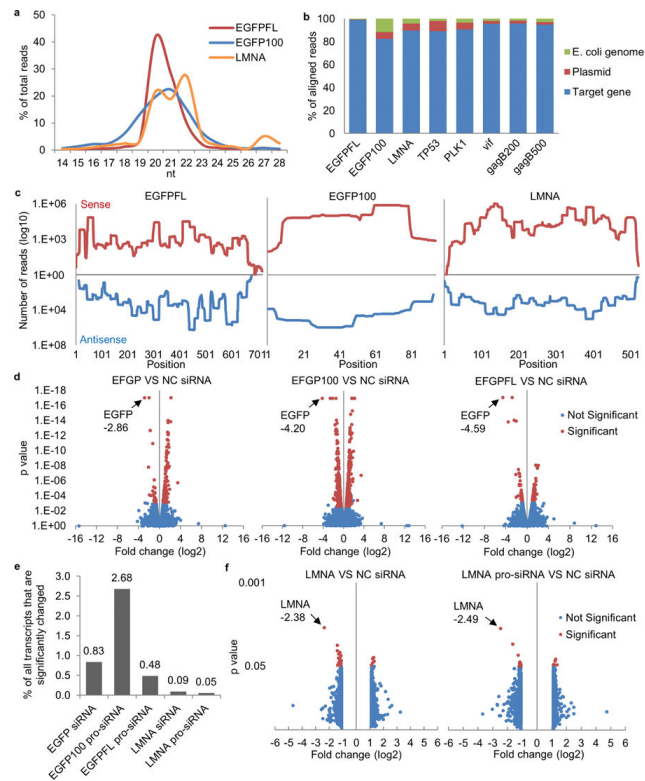 a
% of total reads
50
40
30
20
10
0
EGFPFL
EGFP100
LMNA
14 15 16 17 18 19 20 21 22 23 24 25 26 27 28
nt
b
% of aligned reads
100
80
60
40
20
0
E. coli genome
Plasmid
Target gene
EGFPFL
EGFP100
LMNA
TP53
PLK1
vif
gagB200
gagB500
c
EGFPFL
EGFP100
LMNA
Number of reads (log10)
1.E+06
1.E+03
1.E+00
1.E+04
1.E+08
Sense
Antisense
1 101 201 301 401 501 601 7011
Position
21 41 61 81
Position
1 101 201 301 401 501
Position
d
EFGP VS NC siRNA
EFGP100 VS NC siRNA
EFGPFL VS NC siRNA
p value
1.E-18
1.E-16
1.E-14
1.E-12
1.E-10
1.E-08
1.E-06
1.E-04
1.E-02
1.E+00
EGFP
-2.86
EGFP
-4.20
EGFP
-4.59
Not Significant
Significant
-16 -12 -8 -4 0 4 8 12 16
Fold change (log2)
-16 -12 -8 -4 0 4 8 12 16
Fold change (log2)
-16 -12 -8 -4 0 4 8 12 16
Fold change (log2)
e
% of all transcripts that are
significantly changed
3.0
2.5
2.0
1.5
1.0
0.5
0.0
0.83
2.68
0.48
0.09
0.05
EGFP siRNA
EGFP100 pro-siRNA
EGFPFL pro-siRNA
LMNA siRNA
LMNA pro-siRNA
f
LMNA VS NC siRNA
LMNA pro-siRNA VS NC siRNA
p value
0.001
0.05
LMNA
-2.38
LMNA
-2.49
Not Significant
Significant
-6 -5 -4 -3 -2 -1 0 1 2 3 4 5 6
Fold change (log2)
-6 -5 -4 -3 -2 -1 0 1 2 3 4 5 6
Fold change (log2)